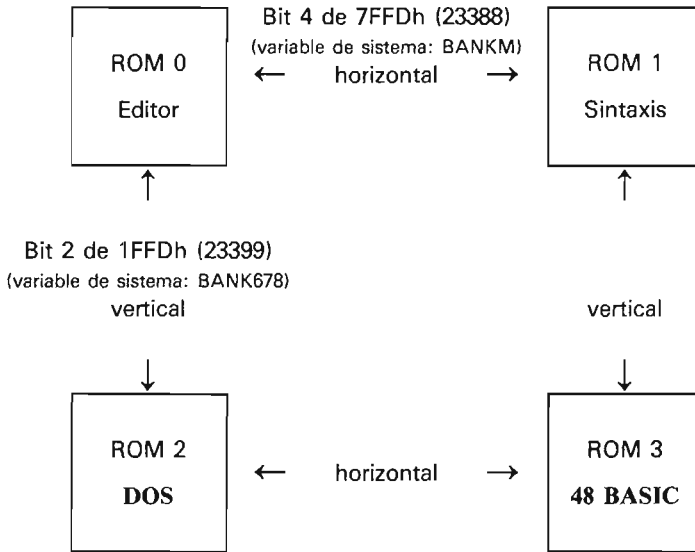 Bit 4 de 7FFDh (23388)
(variable de sistema: BANKM)
ROM 0
Editor
← horizontal →
ROM 1
Sintaxis
↑ ↑
Bit 2 de 1FFDh (23399)
(variable de sistema: BANK678)
vertical vertical
↓ ↓
ROM 2
DOS
← horizontal →
ROM 3
48 BASIC